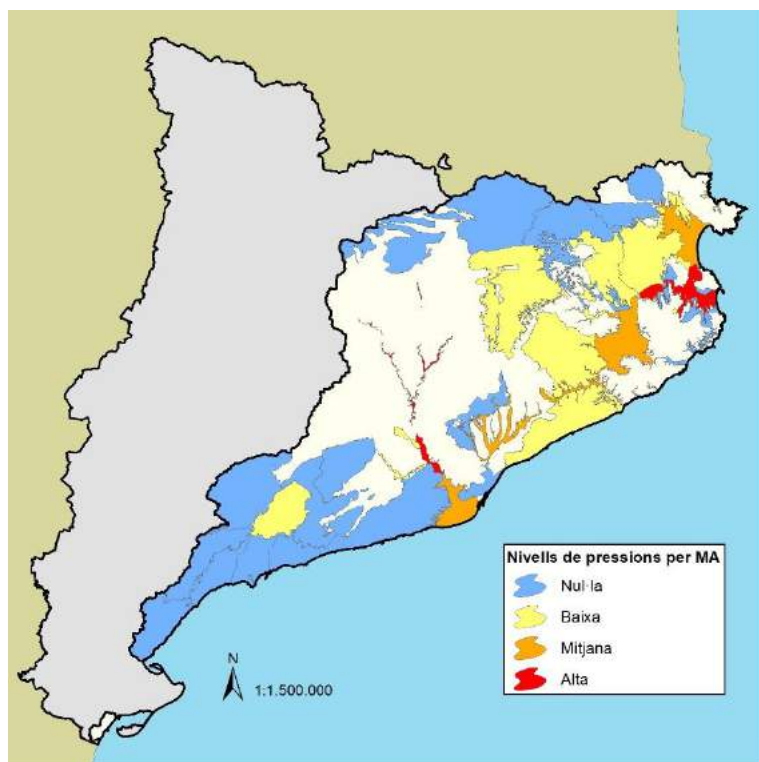 Nivells de pressions per MA
Nul·la
Baixa
Mitjana
Alta
N
1:1.500.000